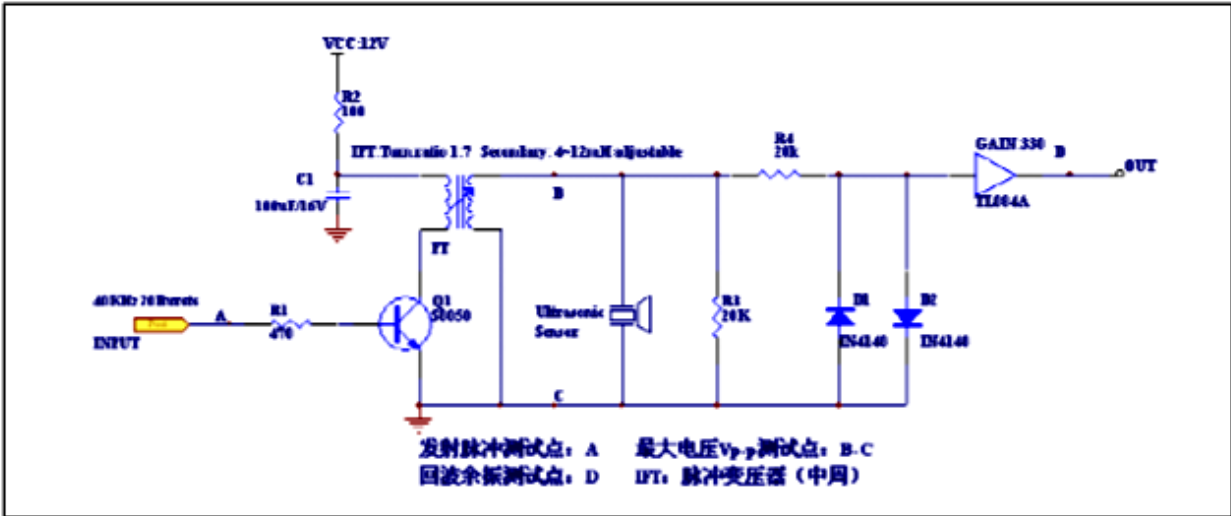 VCC:12V
R2
100
IFT Turn ratio 1:7 Secondary: 4~12mH adjustable
C1
100uF/16V
FT
B
R4
20k
GAIN 330
D
OUT
TL084A
40KHz 20Bursts
A
R1
470
INPUT
Q1
S8050
Ultrasonic
Sensor
R3
20K
D1
IN4140
D2
IN4140
C
发射脉冲测试点：A 最大电压Vp-p测试点：B-C
回波余振测试点：D IFT：脉冲变压器（中周）